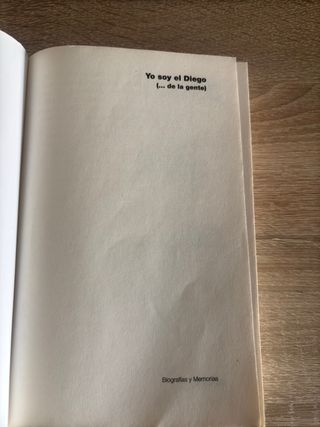 Yo soy el Diego
(... de la gente)
Biografías y Memorias